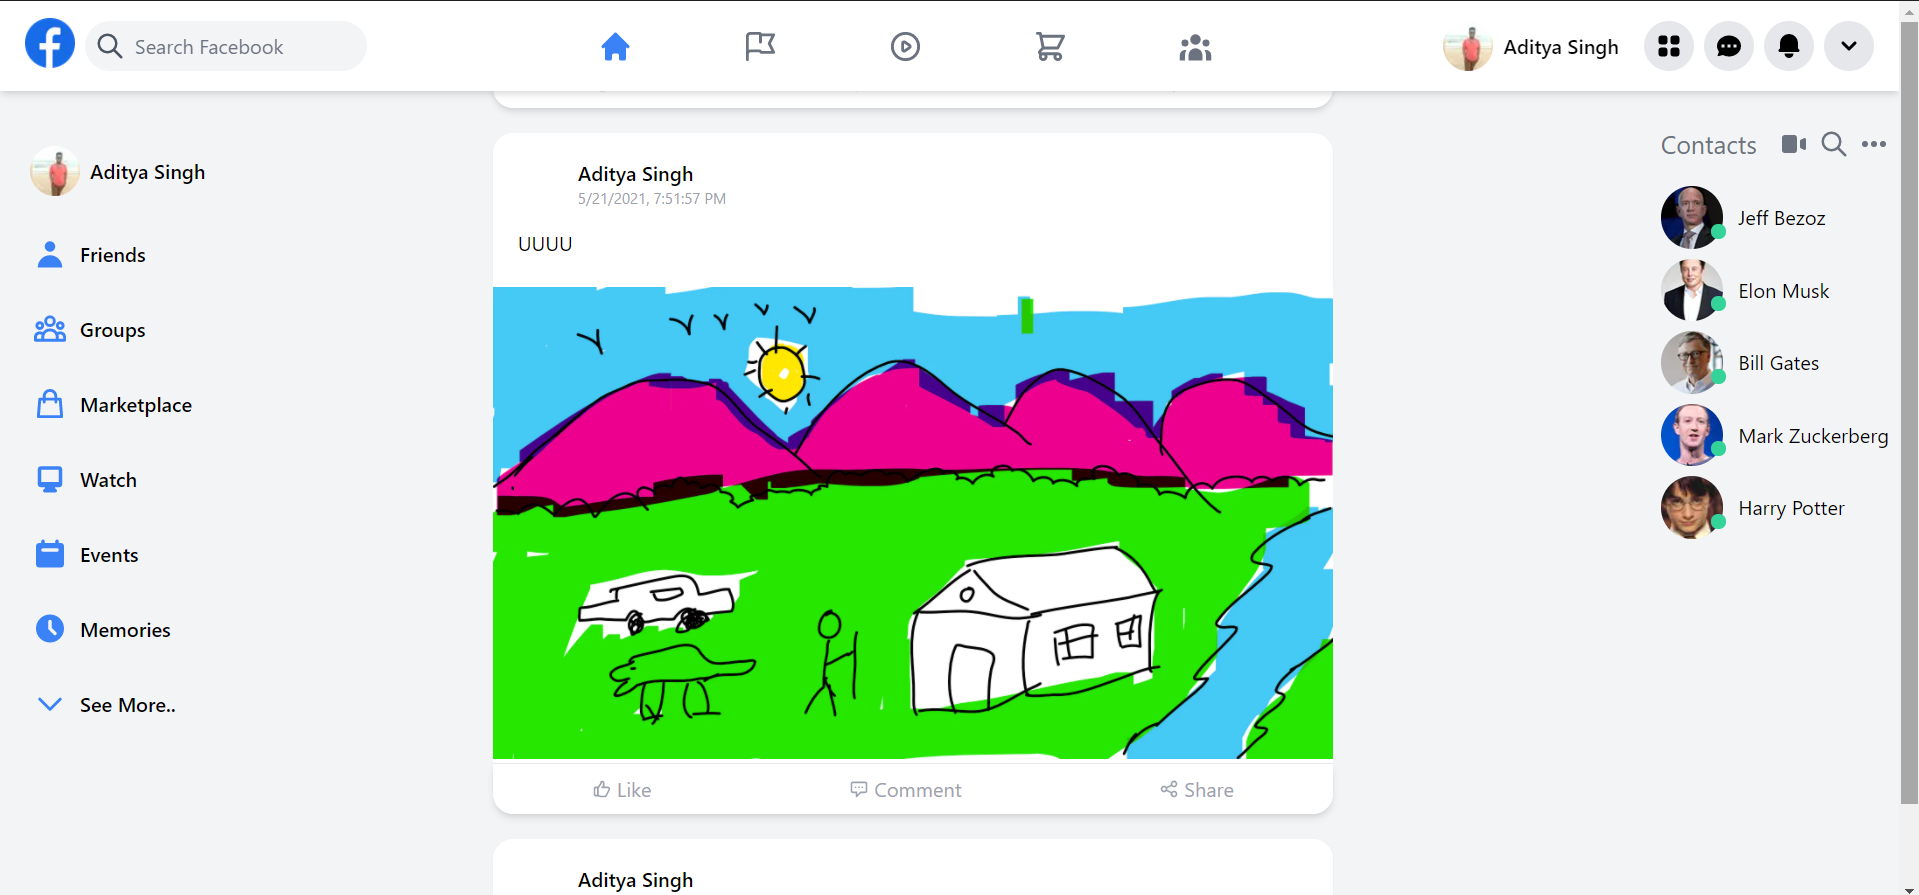 Search Facebook
Aditya Singh
Aditya Singh
Friends
Groups
Marketplace
Watch
Events
Memories
See More..
Aditya Singh
5/21/2021, 7:51:57 PM
UUUU
Like
Comment
Share
Aditya Singh
Contacts
Jeff Bezoz
Elon Musk
Bill Gates
Mark Zuckerberg
Harry Potter